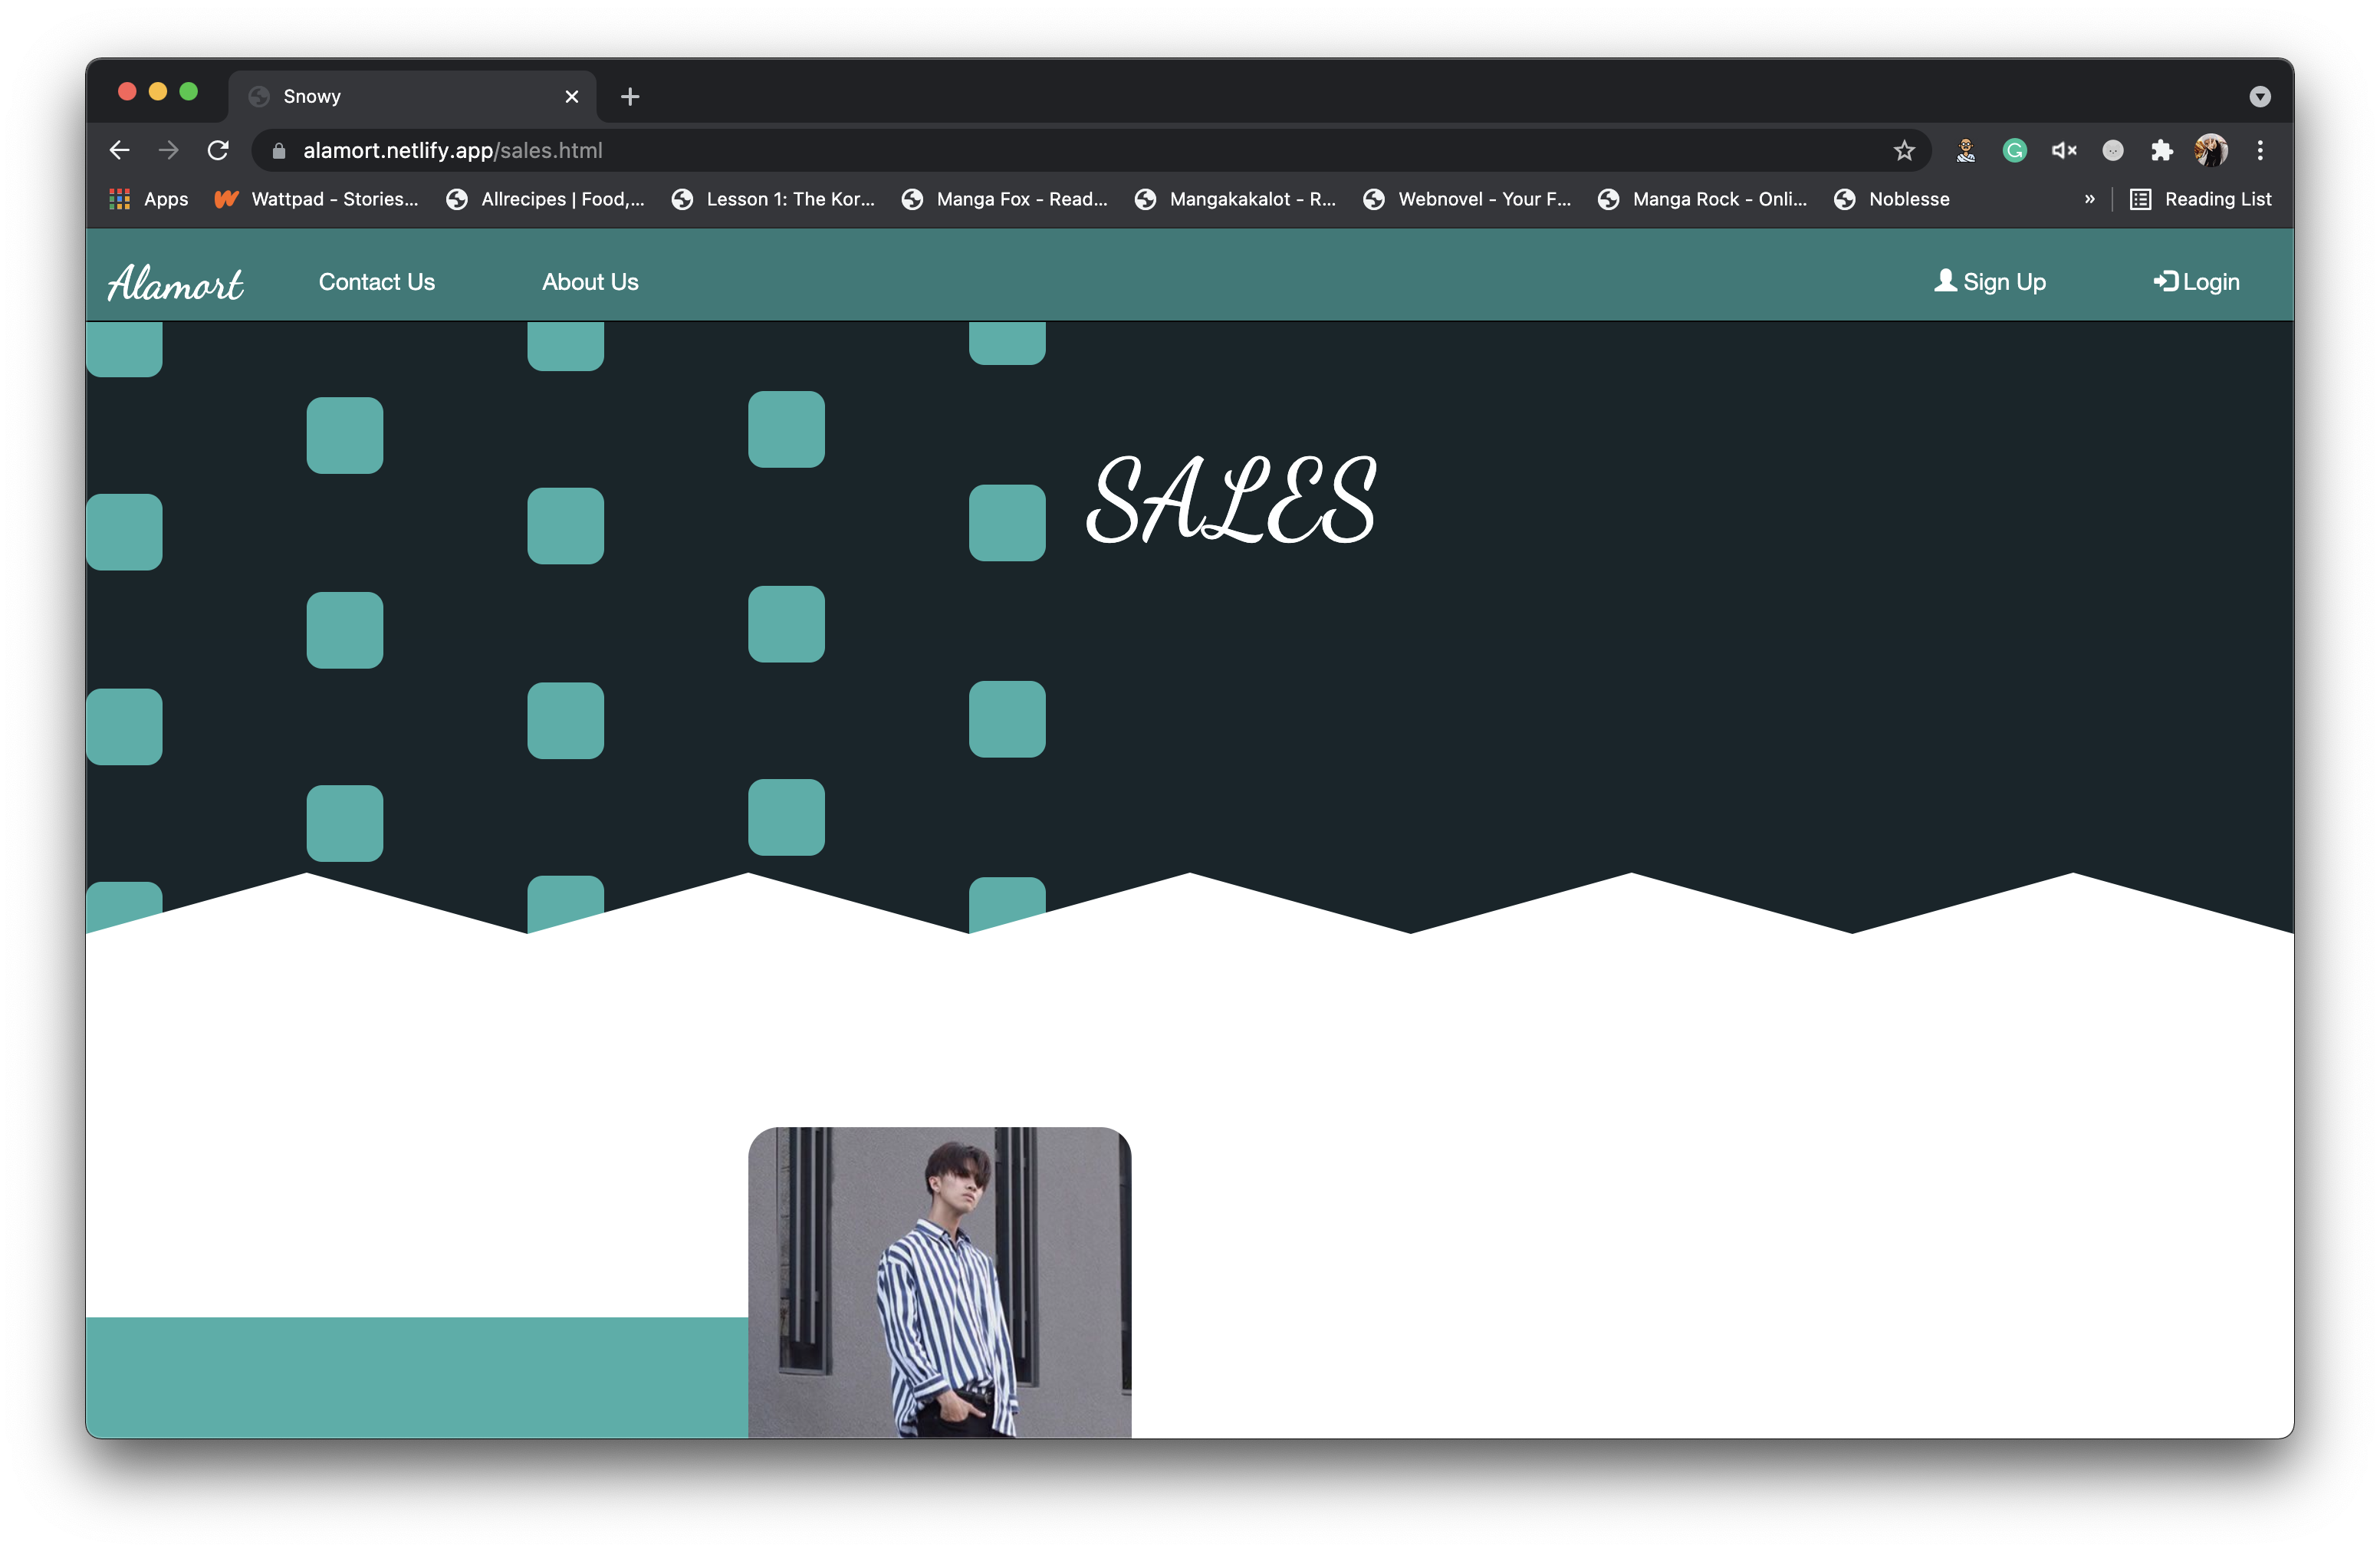 Snowy
alamort.netlify.app/sales.html
Apps Wattpad - Stories... Allrecipes | Food,... Lesson 1: The Kor... Manga Fox - Read... Mangakakalot - R... Webnovel - Your F... Manga Rock - Onli... Noblesse » Reading List
Alamort Contact Us About Us Sign Up Login
SALES